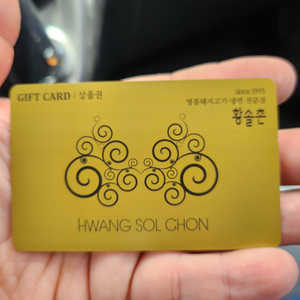 GIFT CARD / 상품권
since 1995
명품돼지고기/냉면 전문점
황솔촌
HWANG SOL CHON